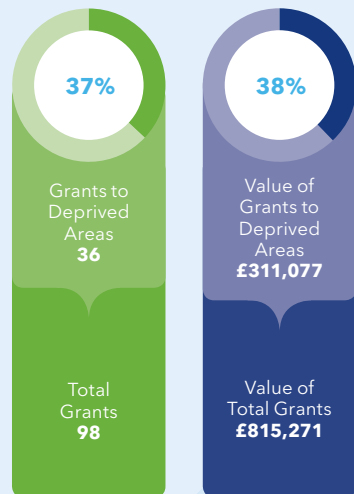 37%
Grants to
Deprived
Areas
36
Total
Grants
98
38%
Value of
Grants to
Deprived
Areas
£311,077
Value of
Total Grants
£815,271